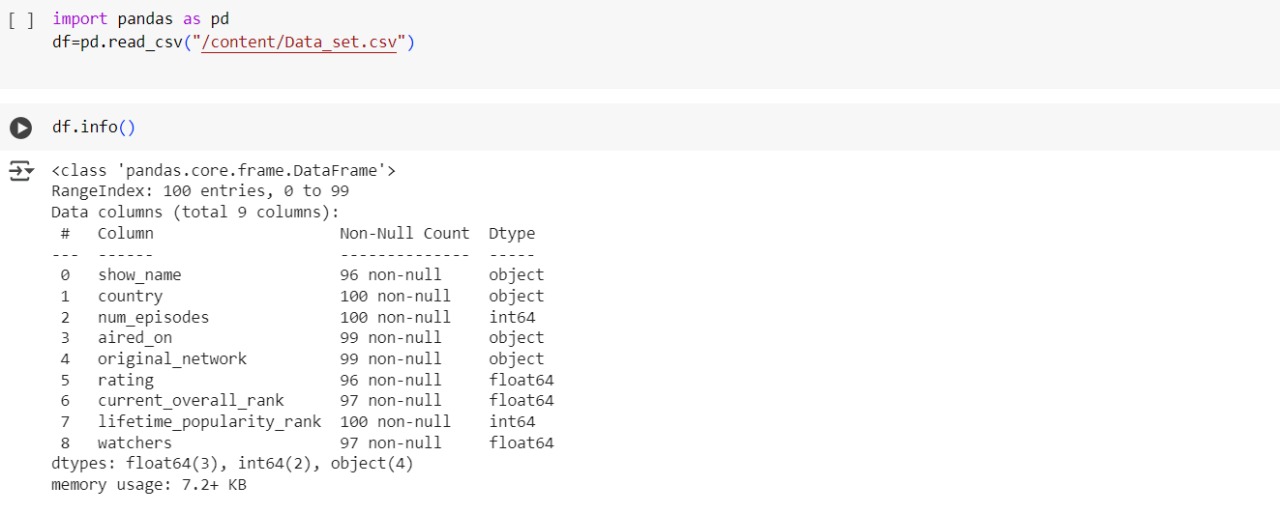 [ ] import pandas as pd
df=pd.read_csv("/content/Data_set.csv")
df.info()
<class 'pandas.core.frame.DataFrame'>
RangeIndex: 100 entries, 0 to 99
Data columns (total 9 columns):
 #   Column                    Non-Null Count  Dtype
---  ------                    --------------  -----
 0   show_name                 96 non-null     object
 1   country                   100 non-null    object
 2   num_episodes              100 non-null    int64
 3   aired_on                  99 non-null     object
 4   original_network          99 non-null     object
 5   rating                    96 non-null     float64
 6   current_overall_rank      97 non-null     float64
 7   lifetime_popularity_rank  100 non-null    int64
 8   watchers                  97 non-null     float64
dtypes: float64(3), int64(2), object(4)
memory usage: 7.2+ KB